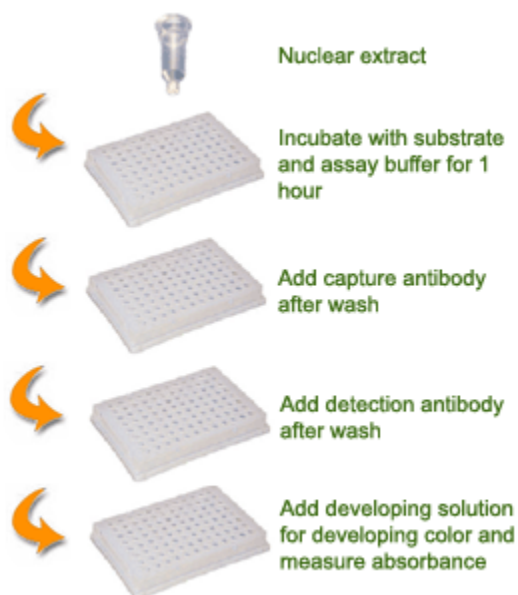 Nuclear extract
Incubate with substrate
and assay buffer for 1
hour
Add capture antibody
after wash
Add detection antibody
after wash
Add developing solution
for developing color and
measure absorbance